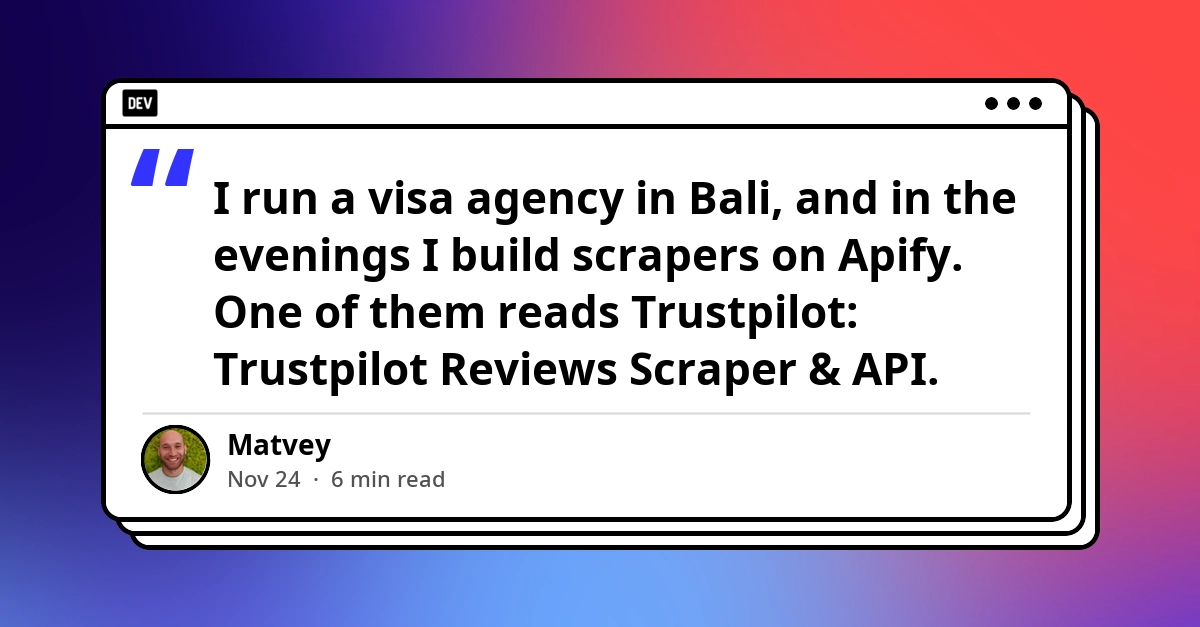 DEV
“
I run a visa agency in Bali, and in the
evenings I build scrapers on Apify.
One of them reads Trustpilot:
Trustpilot Reviews Scraper & API.
Matvey
Nov 24 · 6 min read